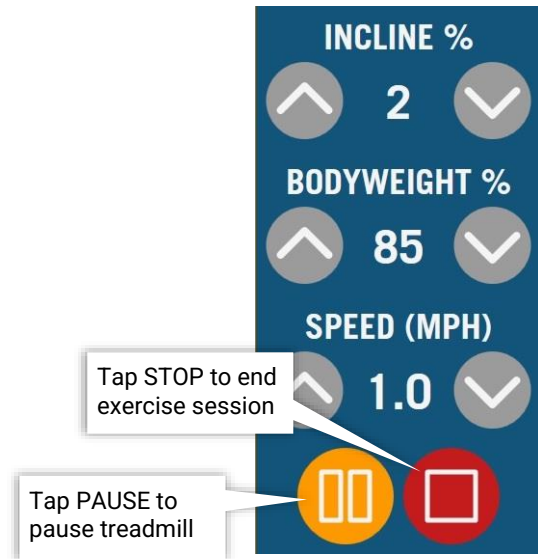 INCLINE %
2
BODYWEIGHT %
85
SPEED (MPH)
1.0
Tap STOP to end
exercise session
Tap PAUSE to
pause treadmill